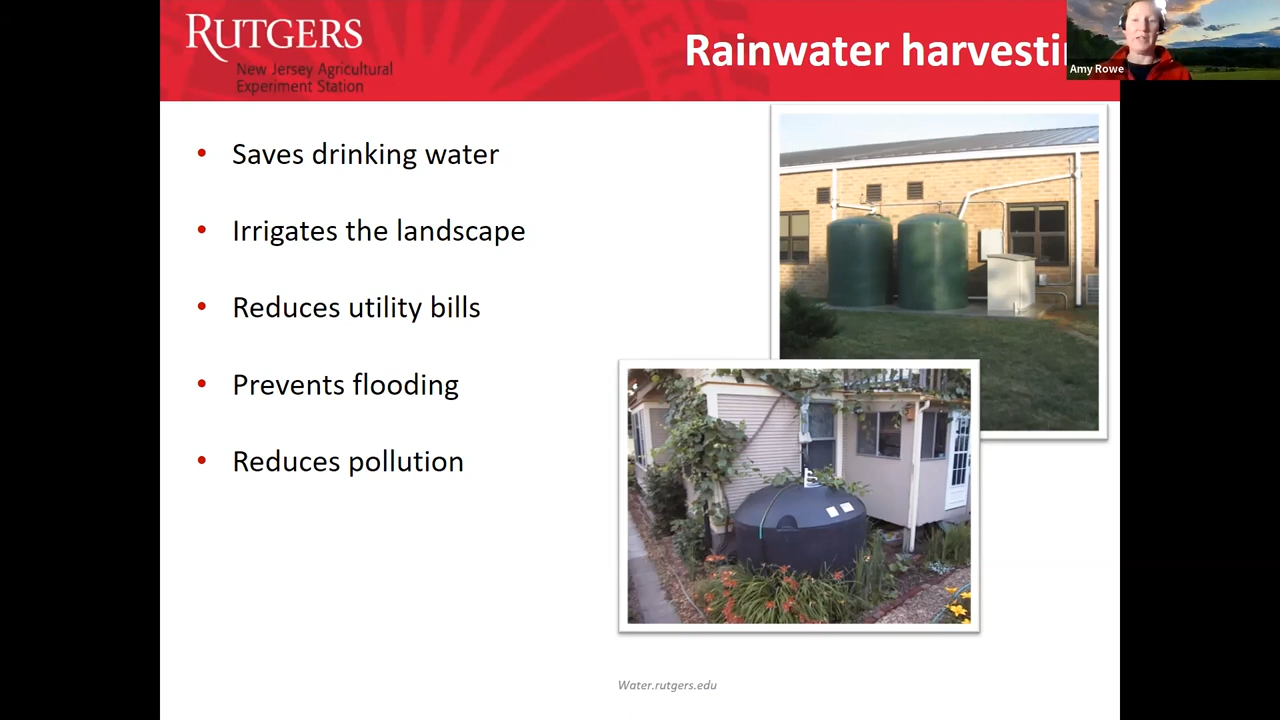 RUTGERS
New Jersey Agricultural
Experiment Station
Rainwater harvesti
Amy Rowe
• Saves drinking water
• Irrigates the landscape
• Reduces utility bills
• Prevents flooding
• Reduces pollution
Water.rutgers.edu